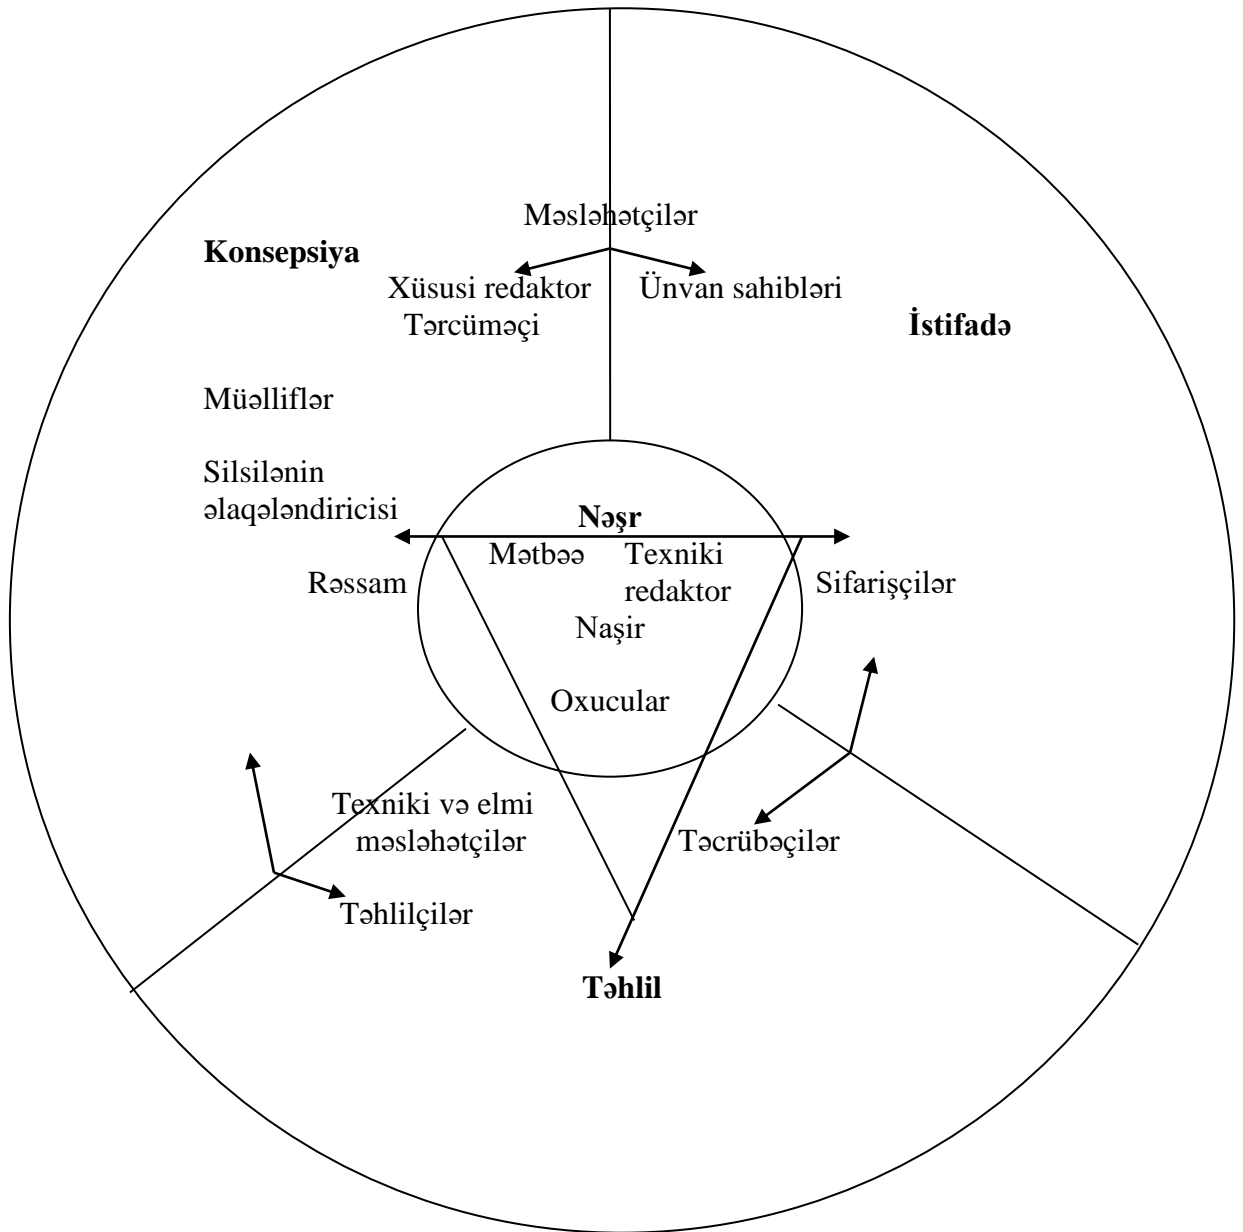 Məsləhətçilər
Konsepsiya
Xüsusi redaktor
Ünvan sahibləri
Tərcüməçi
İstifadə
Müəlliflər
Silsilənin
əlaqələndiricisi
Nəşr
Mətbəə
Texniki
redaktor
Rəssam
Sifarişçilər
Naşir
Oxucular
Texniki və elmi
məsləhətçilər
Təcrübəçilər
Təhlilçilər
Təhlil